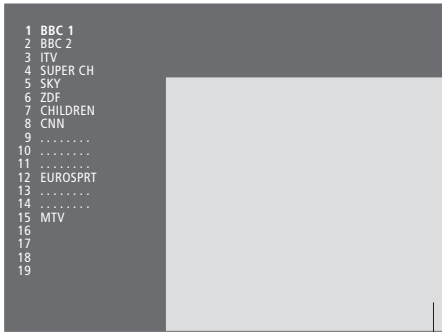 1 BBC 1
2 BBC 2
3 ITV
4 SUPER CH
5 SKY
6 ZDF
7 CHILDREN
8 CNN
9 ........
10 ........
11 ........
12 EUROSPRT
13 ........
14 ........
15 MTV
16
17
18
19